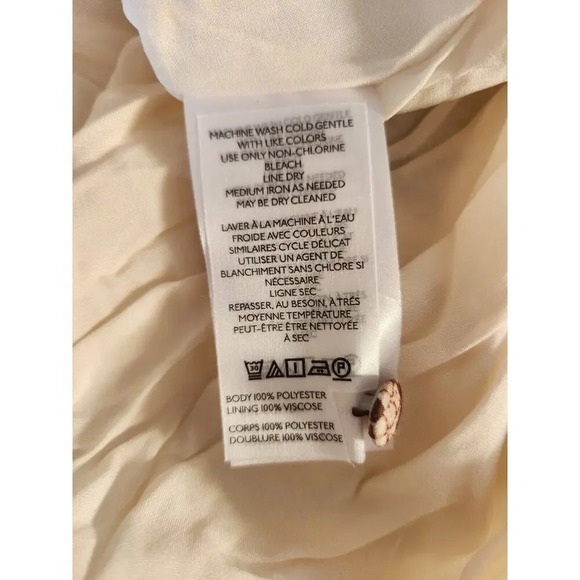 MACHINE WASH COLD GENTLE
WITH LIKE COLORS
USE ONLY NON-CHLORINE
BLEACH
LINE DRY
MEDIUM IRON AS NEEDED
MAY BE DRY CLEANED
LAVER À LA MACHINE À L'EAU
FROIDE AVEC COULEURS
SIMILAIRES CYCLE DÉLICAT
UTILISER UN AGENT DE
BLANCHIMENT SANS CHLORE SI
NÉCESSAIRE
LIGNE SEC
REPASSER, AU BESOIN, À TRÉS
MOYENNE TEMPÉRATURE
PEUT-ÊTRE ÊTRE NETTOYÉE
À SEC
30 P
BODY 100% POLYESTER
LINING 100% VISCOSE
CORPS 100% POLYESTER
DOUBLURE 100% VISCOSE